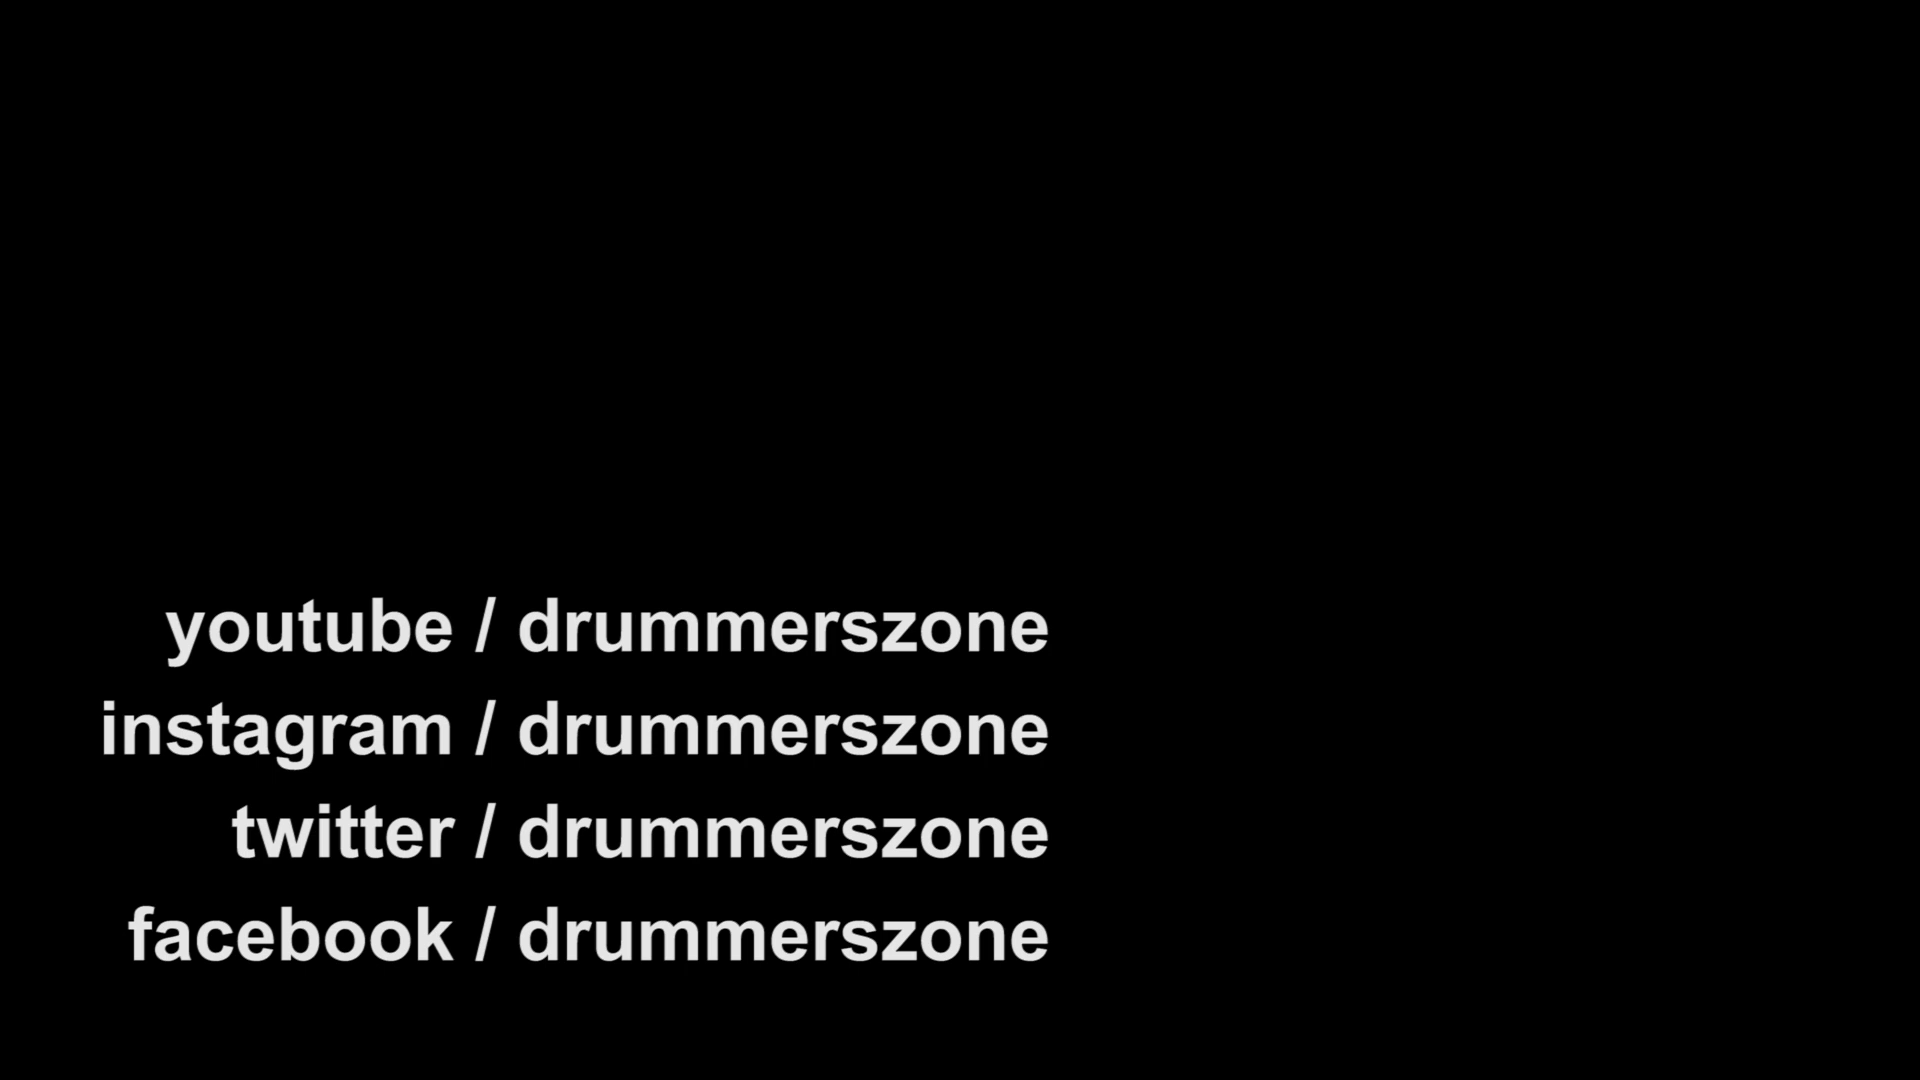 youtube / drummerszone
instagram / drummerszone
twitter / drummerszone
facebook / drummerszone